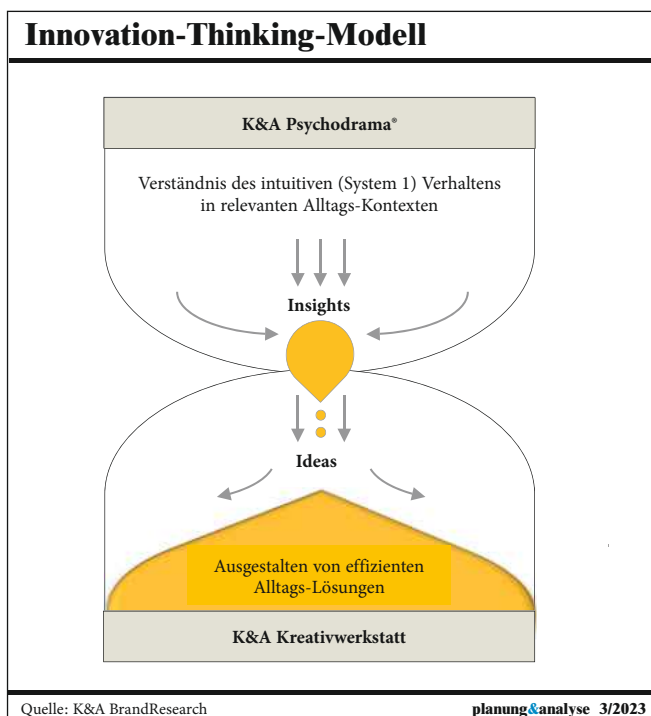 Innovation-Thinking-Modell
K&A Psychodrama®
Verständnis des intuitiven (System 1) Verhaltens
in relevanten Alltags-Kontexten
Insights
Ideas
Ausgestalten von effizienten
Alltags-Lösungen
K&A Kreativwerkstatt
Quelle: K&A BrandResearch
planung&analyse 3/2023